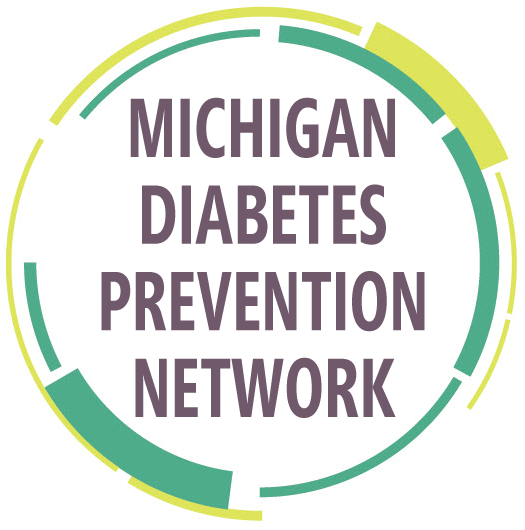 MICHIGAN
DIABETES
PREVENTION
NETWORK